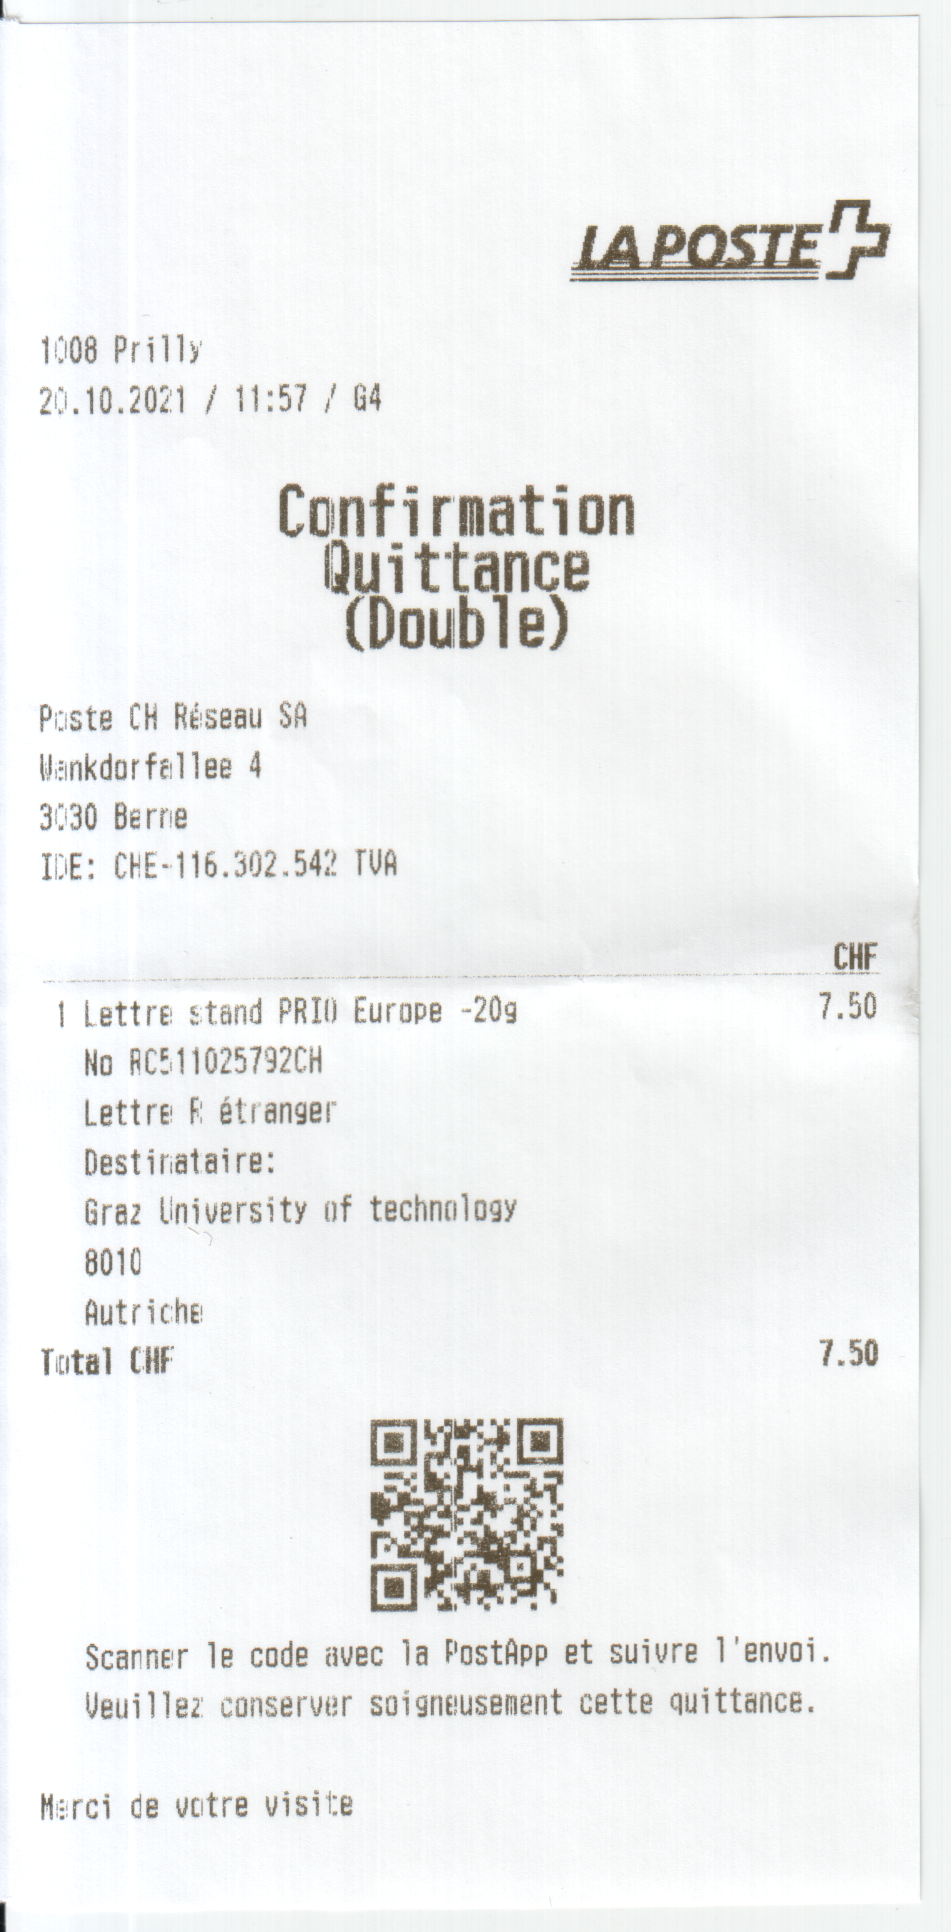 LA POSTE
1008 Prilly
20.10.2021 / 11:57 / G4
Confirmation
Quittance
(Double)
Poste CH Réseau SA
Wankdorfallee 4
3030 Berne
IDE: CHE-116.302.542 TVA
CHF
1 Lettre stand PRIO Europe -20g 7.50
No RC511025792CH
Lettre R étranger
Destinataire:
Graz University of technology
8010
Autriche
Total CHF 7.50
Scanner le code avec la PostApp et suivre l'envoi.
Veuillez conserver soigneusement cette quittance.
Merci de votre visite